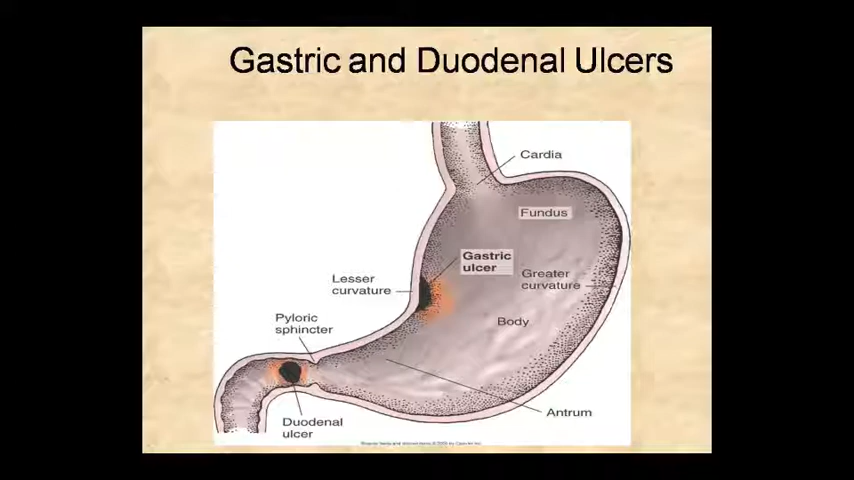 Gastric and Duodenal Ulcers
Cardia
Fundus
Gastric
ulcer
Lesser
curvature
Greater
curvature
Pyloric
sphincter
Body
Antrum
Duodenal
ulcer